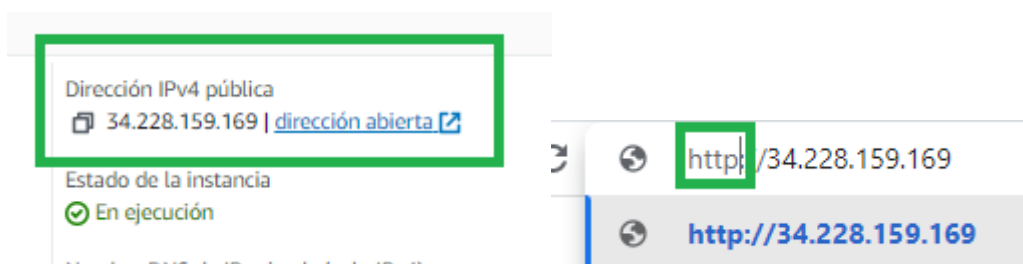 Dirección IPv4 pública
34.228.159.169 | dirección abierta
Estado de la instancia
En ejecución
http://34.228.159.169
http://34.228.159.169